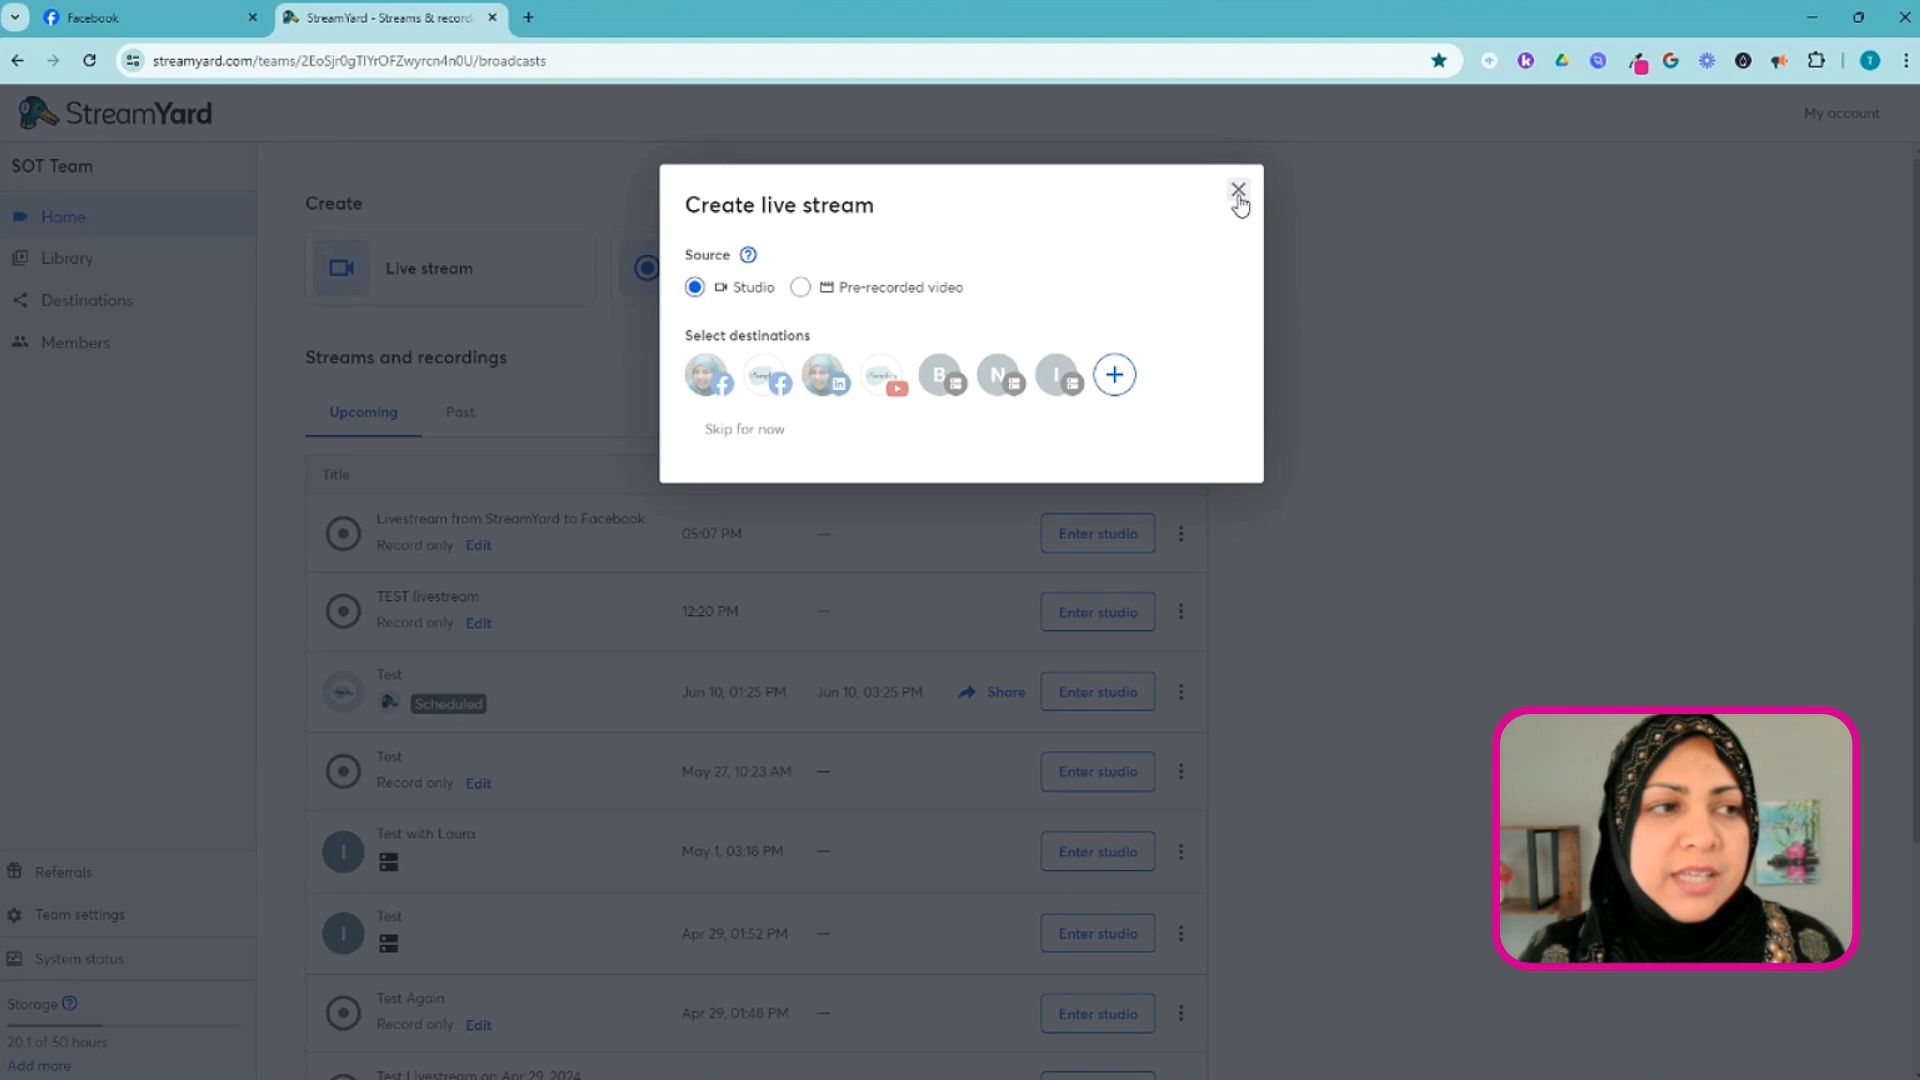 Facebook
StreamYard - Streams & record
streamyard.com/teams/2EoSjr0gTlYrOFZwyrcn4n0U/broadcasts
T
StreamYard
My account
SOT Team
Home
Library
Destinations
Members
Referrals
Team settings
System status
Storage
20.1 of 50 hours
Add more
Create
Live stream
Create live stream
Source
Studio
Pre-recorded video
Select destinations
B
N
I
Skip for now
Streams and recordings
Upcoming
Past
Title
Livestream from StreamYard to Facebook
Record only Edit
05:07 PM
—
Enter studio
TEST livestream
Record only Edit
12:20 PM
—
Enter studio
Test
Scheduled
Jun 10, 01:25 PM
Jun 10, 03:25 PM
Share
Enter studio
Test
Record only Edit
May 27, 10:23 AM
—
Enter studio
I
Test with Laura
May 1, 03:18 PM
—
Enter studio
I
Test
Apr 29, 01:52 PM
—
Enter studio
Test Again
Record only Edit
Apr 29, 01:48 PM
—
Enter studio
Test Livestream on Apr 29, 2024